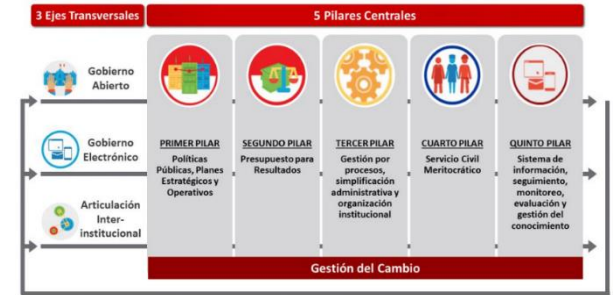 3 Ejes Transversales
5 Pilares Centrales
Gobierno
Abierto
Gobierno
Electrónico
Articulación
Inter-
institucional
PRIMER PILAR
Políticas
Públicas, Planes
Estratégicos y
Operativos
SEGUNDO PILAR
Presupuesto para
Resultados
TERCER PILAR
Gestión por
procesos,
simplificación
administrativa y
organización
institucional
CUARTO PILAR
Servicio Civil
Meritocrático
QUINTO PILAR
Sistema de
información,
seguimiento,
monitoreo,
evaluación y
gestión del
conocimiento
Gestión del Cambio